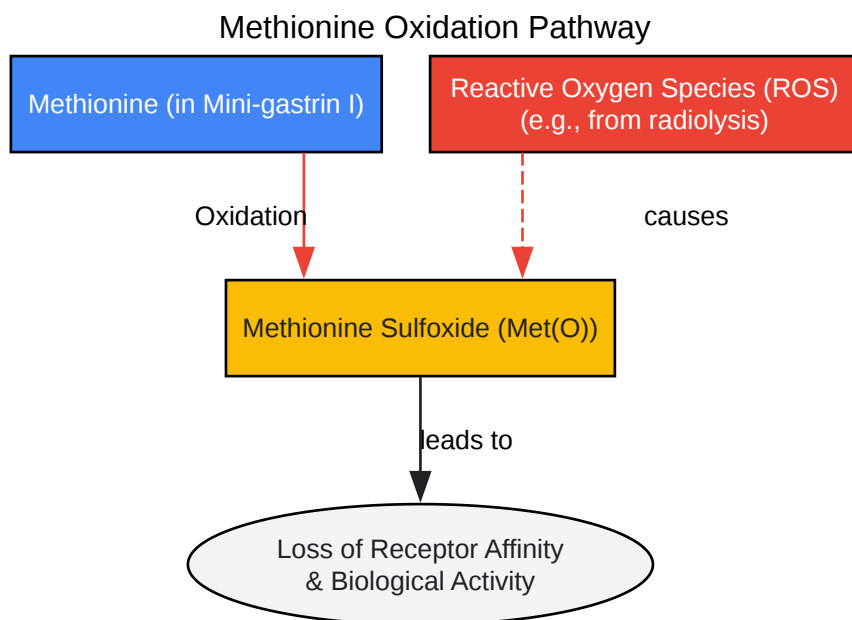 Methionine Oxidation Pathway
Methionine (in Mini-gastrin I)
Reactive Oxygen Species (ROS)
(e.g., from radiolysis)
Oxidation
causes
Methionine Sulfoxide (Met(O))
leads to
Loss of Receptor Affinity
& Biological Activity